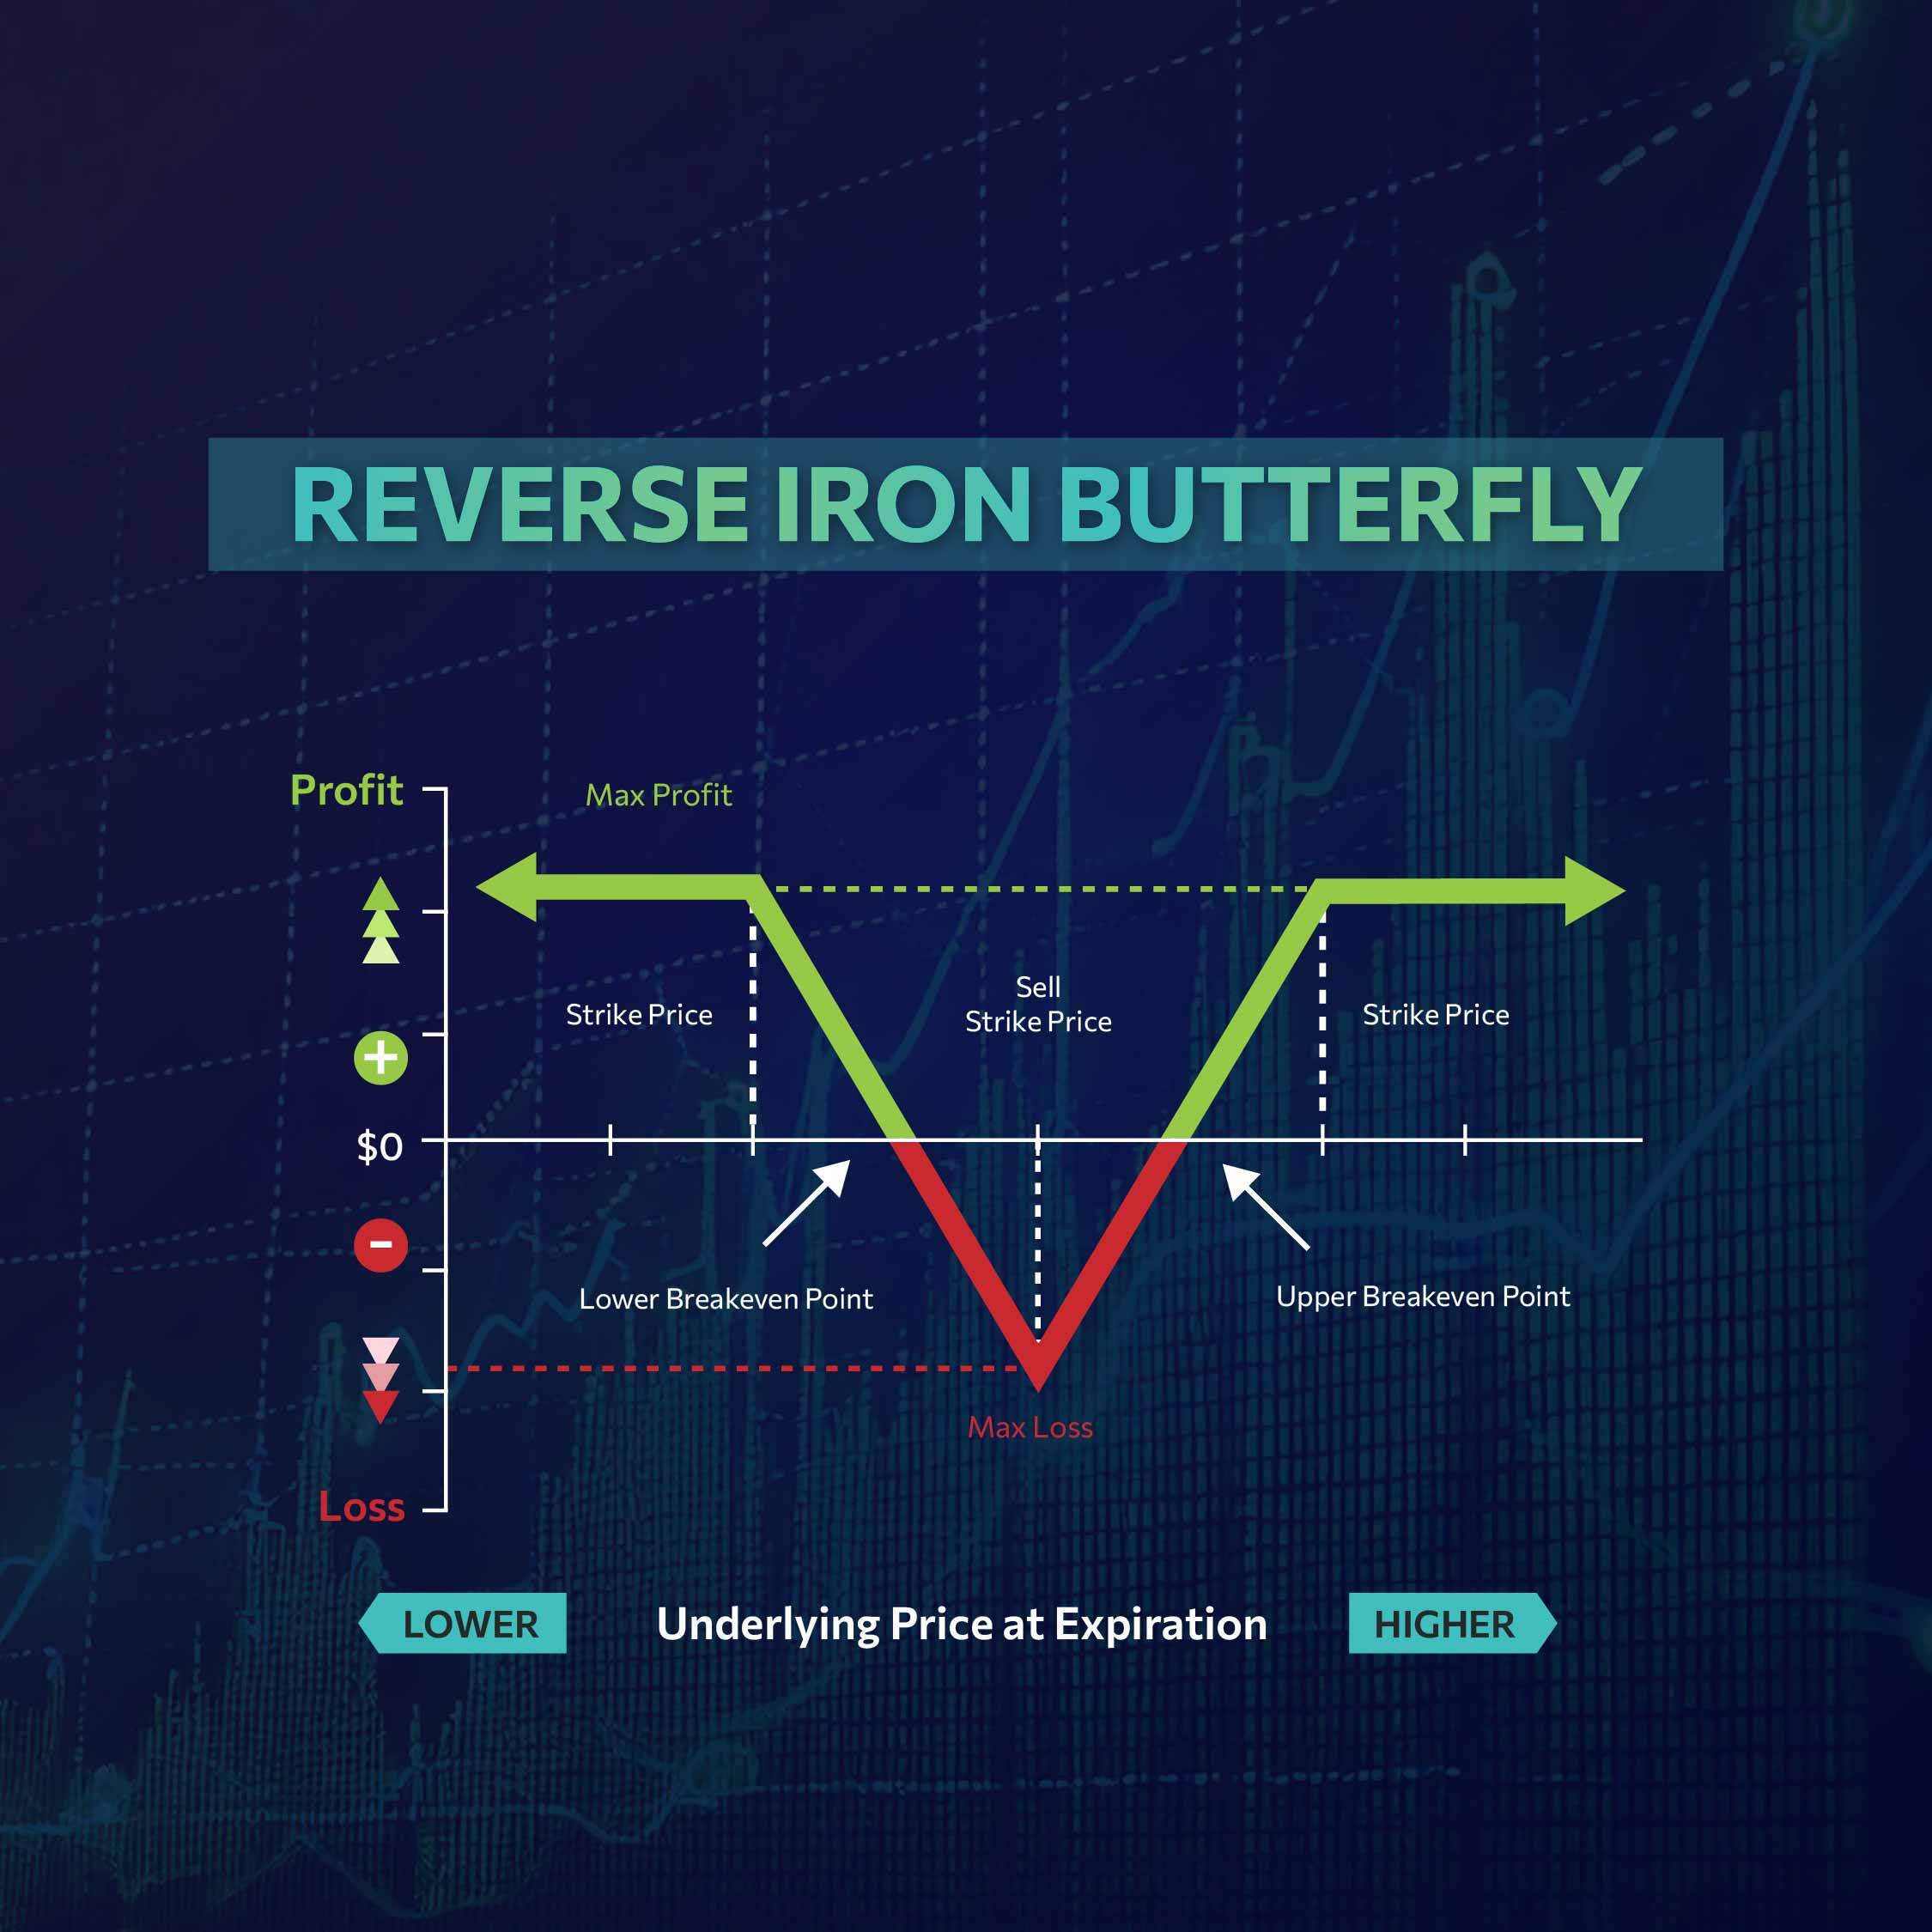 REVERSE IRON BUTTERFLY
Profit
Max Profit
Strike Price
Sell
Strike Price
Strike Price
+
$0
-
Lower Breakeven Point
Upper Breakeven Point
Max Loss
Loss
LOWER
Underlying Price at Expiration
HIGHER